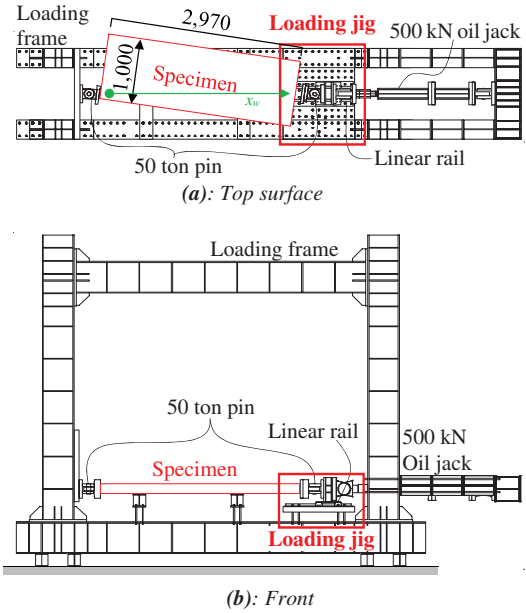 Loading
frame
2,970
Loading jig
500 kN oil jack
1,000
Specimen
xw
50 ton pin
Linear rail
(a): Top surface
Loading frame
50 ton pin
Linear rail
500 kN
Oil jack
Specimen
Loading jig
(b): Front